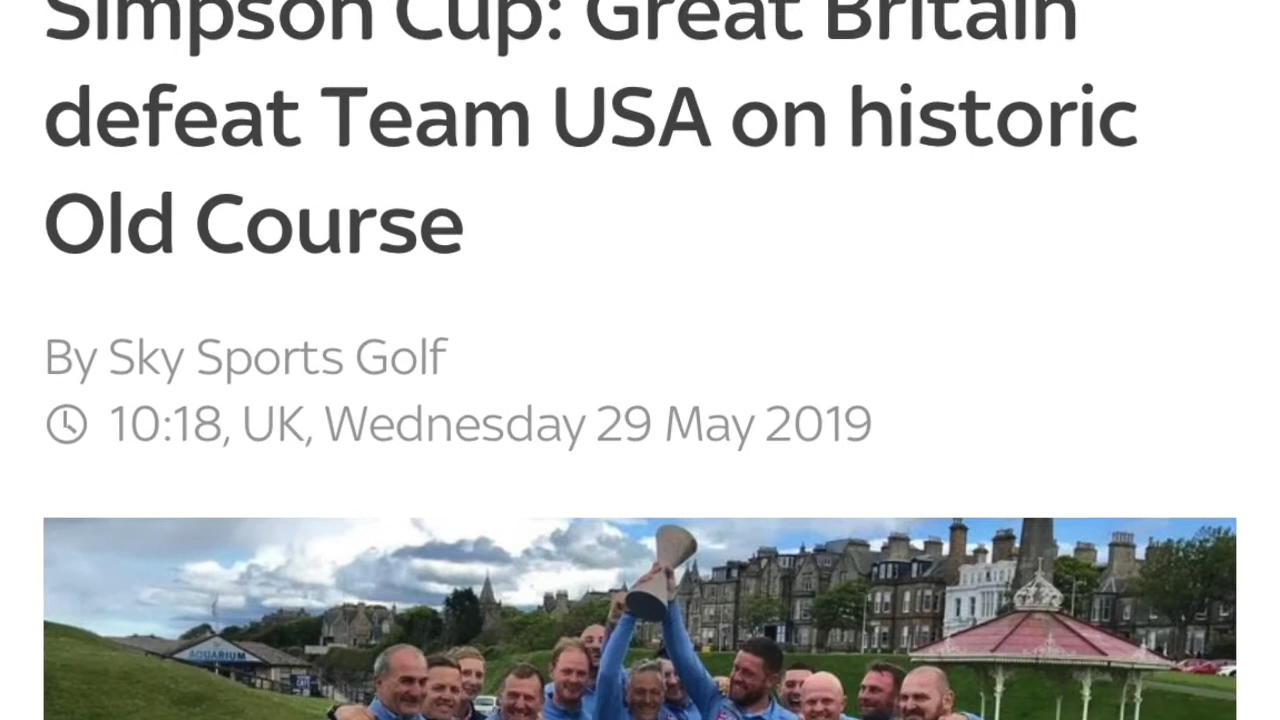 Simpson Cup: Great Britain
defeat Team USA on historic
Old Course
By Sky Sports Golf
10:18, UK, Wednesday 29 May 2019
AQUARIUM